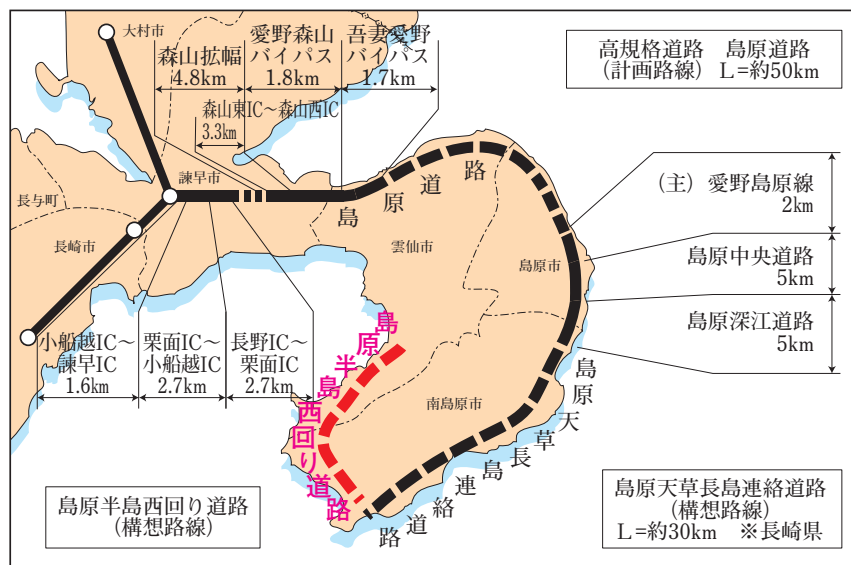 大村市
森山拡幅
4.8km
愛野森山
バイパス
1.8km
吾妻愛野
バイパス
1.7km
高規格道路　島原道路
(計画路線)　L=約50km
森山東IC～森山西IC
3.3km
諫早市
長与町
長崎市
島原道路
雲仙市
島原市
南島原市
(主) 愛野島原線
2km
島原中央道路
5km
島原深江道路
5km
小船越IC～
諫早IC
1.6km
栗面IC～
小船越IC
2.7km
長野IC～
栗面IC
2.7km
島原半島西回り道路
島原天草長島連絡道路
島原半島西回り道路
(構想路線)
島原天草長島連絡道路
(構想路線)
L=約30km　※長崎県